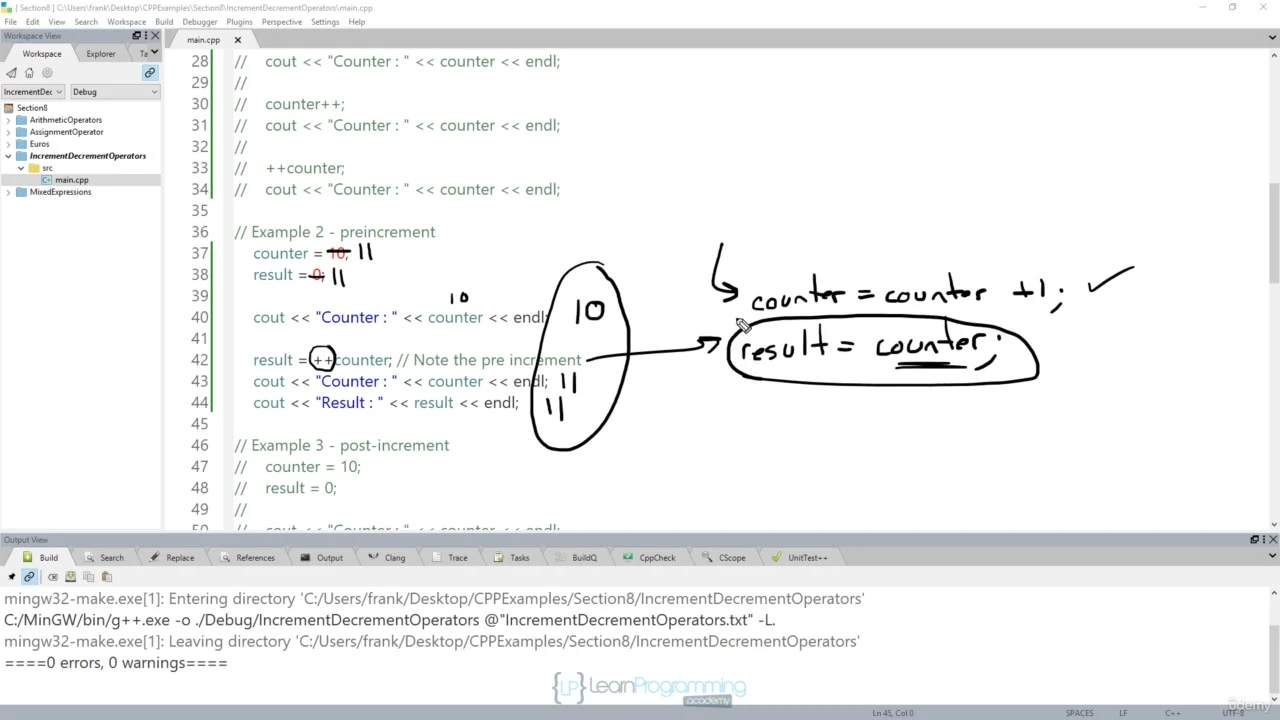 [ Section8 ] C:\Users\frank\Desktop\CPPExamples\Section8\IncrementDecrementOperators\main.cpp
File Edit View Search Workspace Build Debugger Plugins Perspective Settings Help
Workspace View
Workspace Explorer Ta
IncrementDec Debug
Section8
ArithmeticOperators
AssignmentOperator
Euros
IncrementDecrementOperators
src
main.cpp
MixedExpressions
main.cpp
28 // cout << "Counter : " << counter << endl;
29 //
30 // counter++;
31 // cout << "Counter : " << counter << endl;
32 //
33 // ++counter;
34 // cout << "Counter : " << counter << endl;
35
36 // Example 2 - preincrement
37 counter = 10; 11
38 result = 0; 11
39 10
40 cout << "Counter : " << counter << endl;
41
42 result = ++counter; // Note the pre increment
43 cout << "Counter : " << counter << endl; 11
44 cout << "Result : " << result << endl; 11
45
46 // Example 3 - post-increment
47 // counter = 10;
48 // result = 0;
49 //
50 // cout << "Counter : " << counter << endl;
10
counter = counter +1;
result = counter;
Output View
Build Search Replace References Output Clang Trace Tasks BuildQ CppCheck CScope UnitTest++
mingw32-make.exe[1]: Entering directory 'C:/Users/frank/Desktop/CPPExamples/Section8/IncrementDecrementOperators'
C:/MinGW/bin/g++.exe -o ./Debug/IncrementDecrementOperators @"IncrementDecrementOperators.txt" -L.
mingw32-make.exe[1]: Leaving directory 'C:/Users/frank/Desktop/CPPExamples/Section8/IncrementDecrementOperators'
====0 errors, 0 warnings====
{LP} LearnProgramming
academy
Ln 45, Col 0 SPACES LF C++ UTF-8
ûdemy